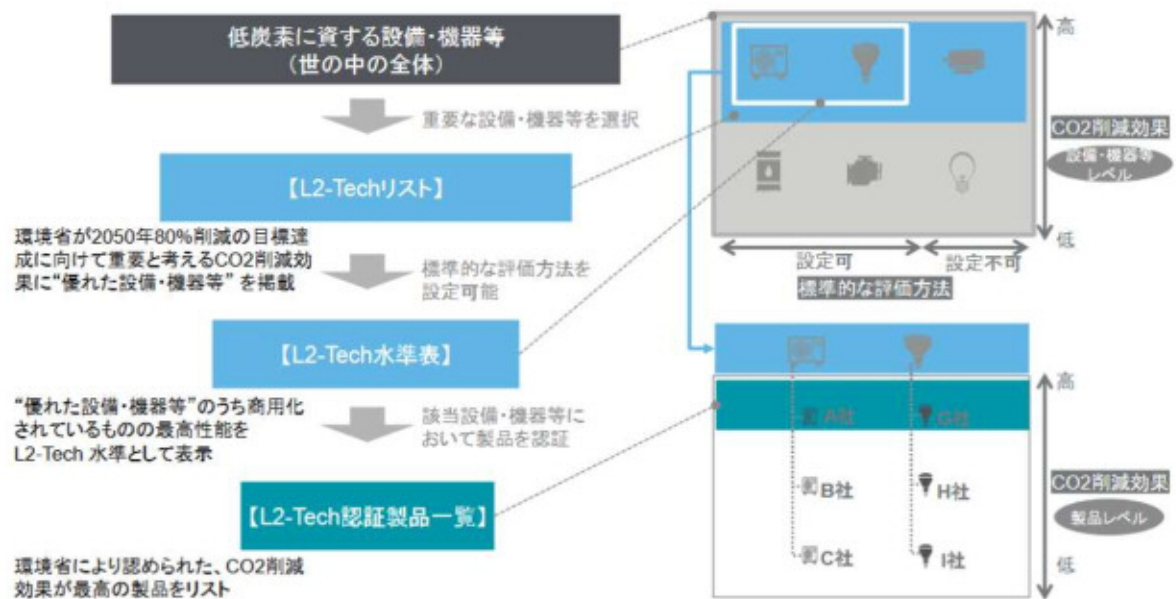 低炭素に資する設備・機器等
（世の中の全体）
重要な設備・機器等を選択
【L2-Techリスト】
環境省が2050年80%削減の目標達
成に向けて重要と考えるCO2削減効
果に“優れた設備・機器等” を掲載
標準的な評価方法を
設定可能
【L2-Tech水準表】
“優れた設備・機器等”のうち商用化
されているものの最高性能を
L2-Tech 水準として表示
該当設備・機器等に
おいて製品を認証
【L2-Tech認証製品一覧】
環境省により認められた、CO2削減
効果が最高の製品をリスト
高
CO2削減効果
設備・機器等
レベル
低
設定可
設定不可
標準的な評価方法
高
A社
G社
B社
H社
CO2削減効果
製品レベル
C社
I社
低